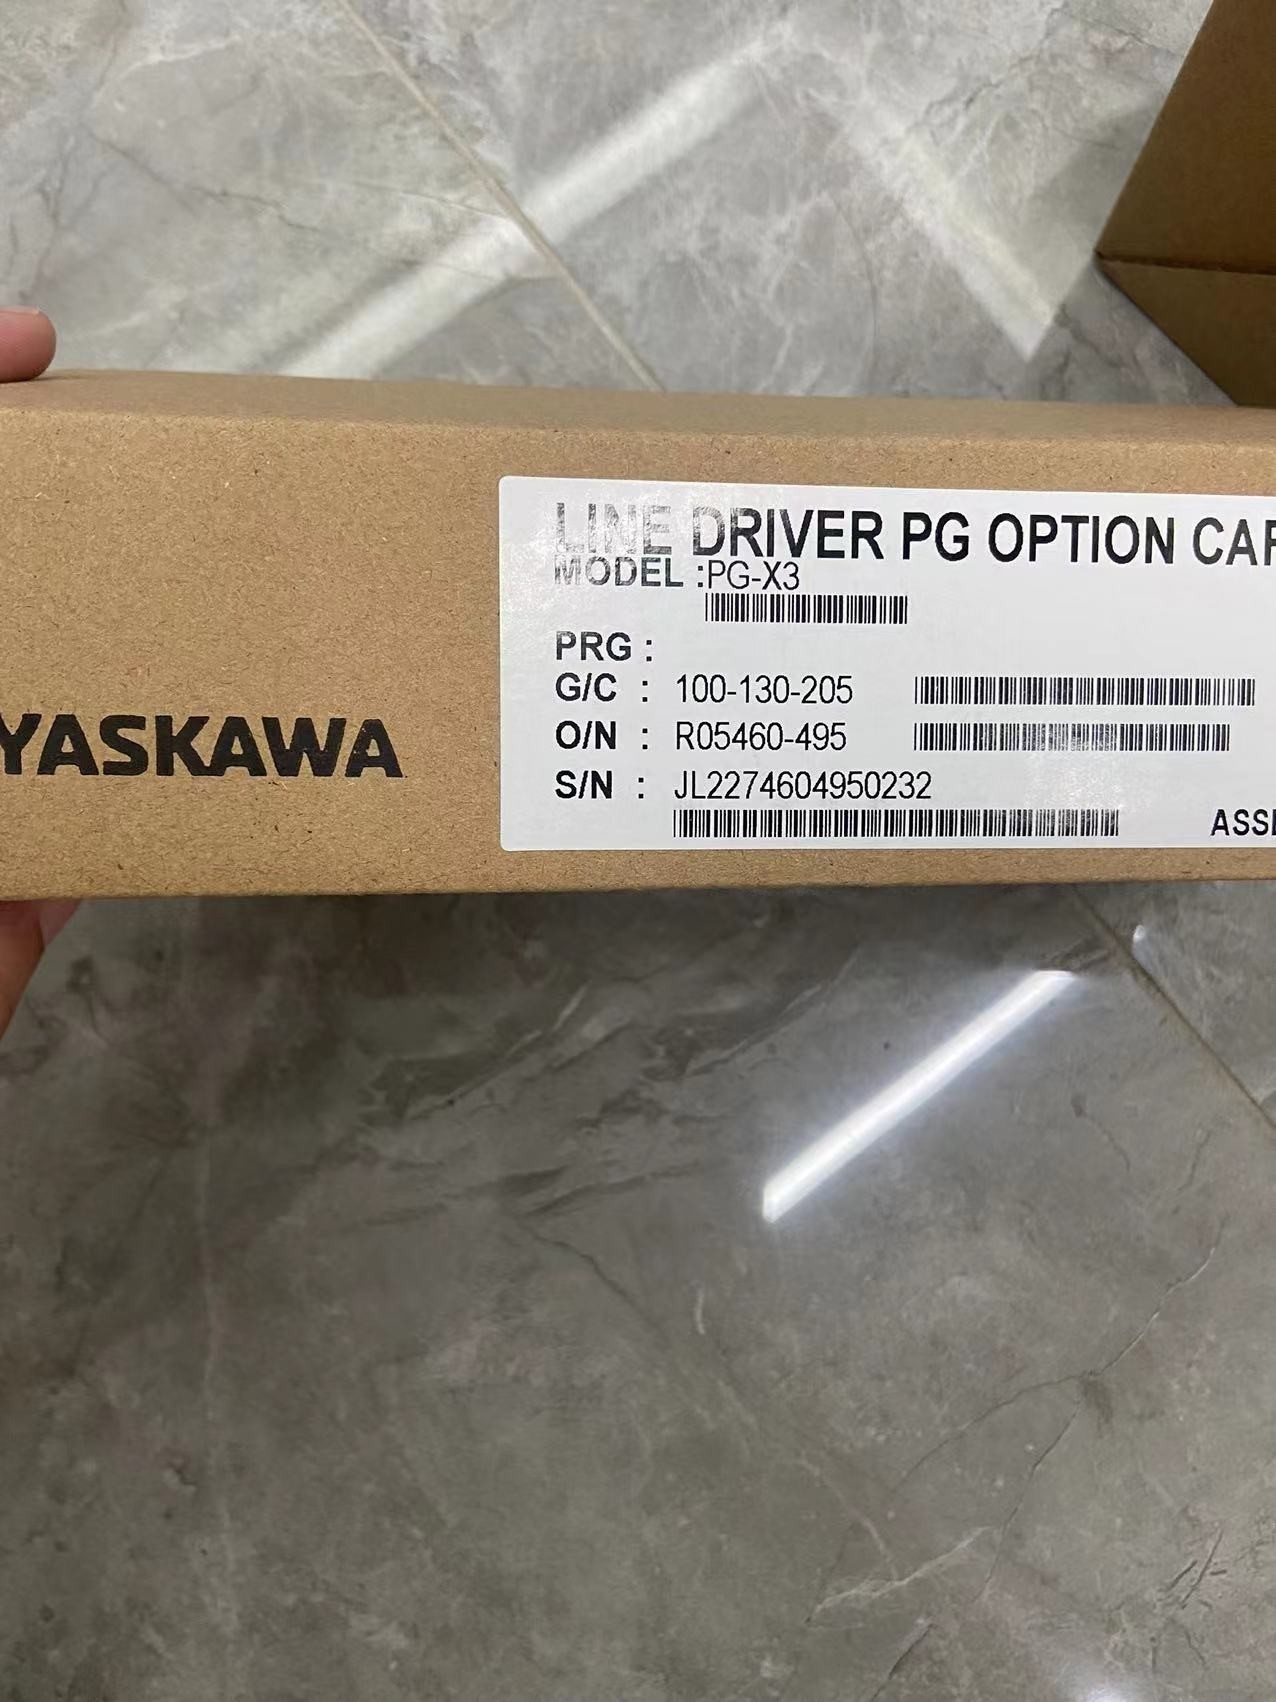 YASKAWA
LINE DRIVER PG OPTION CAR
MODEL :PG-X3
PRG :
G/C : 100-130-205
O/N : R05460-495
S/N : JL2274604950232
ASSE